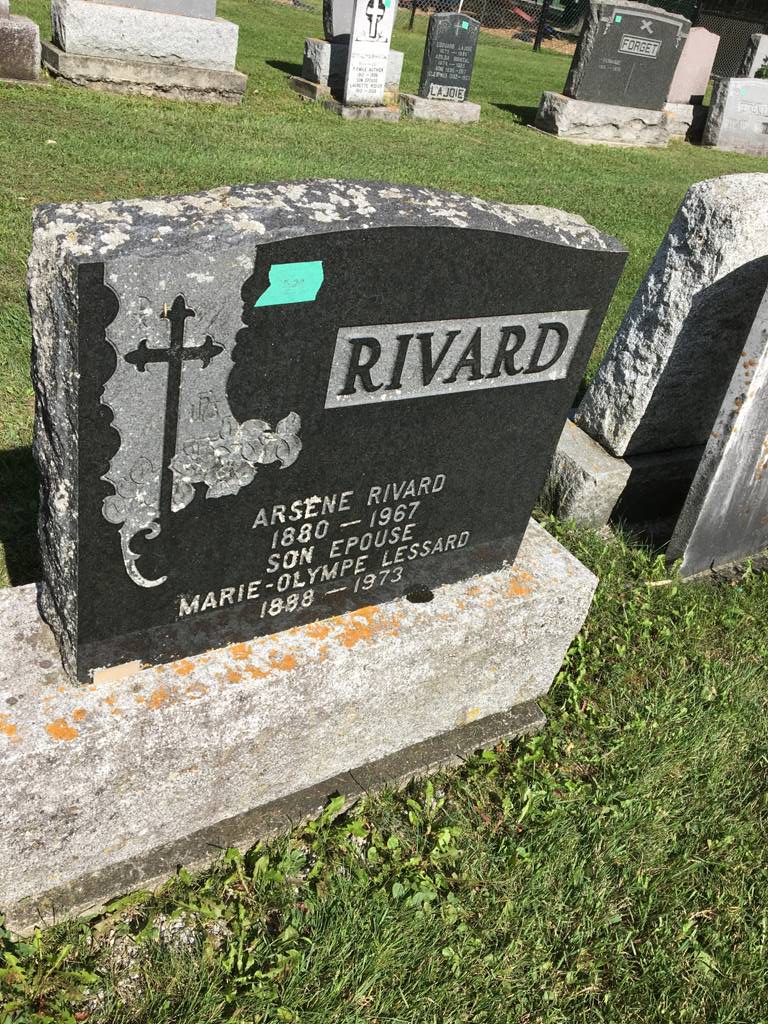 LAJOIE
FORGET
RIVARD
ARSENE RIVARD
1880 — 1967
SON EPOUSE
MARIE-OLYMPE LESSARD
1888 — 1973